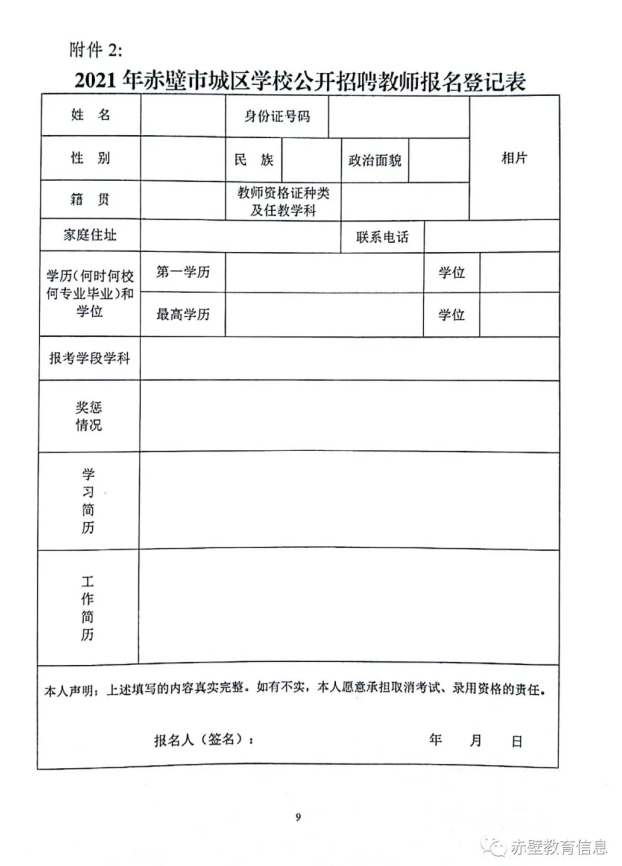 附件 2:
2021 年赤壁市城区学校公开招聘教师报名登记表
姓 名
身份证号码
相片
性 别
民 族
政治面貌
籍 贯
教师资格证种类
及任教学科
家庭住址
联系电话
学历(何时何校
何专业毕业)和
学位
第一学历
学位
最高学历
学位
报考学段学科
奖惩
情况
学
习
简
历
工
作
简
历
本人声明:上述填写的内容真实完整。如有不实,本人愿意承担取消考试、录用资格的责任。
报名人(签名): 年 月 日
9
赤壁教育信息